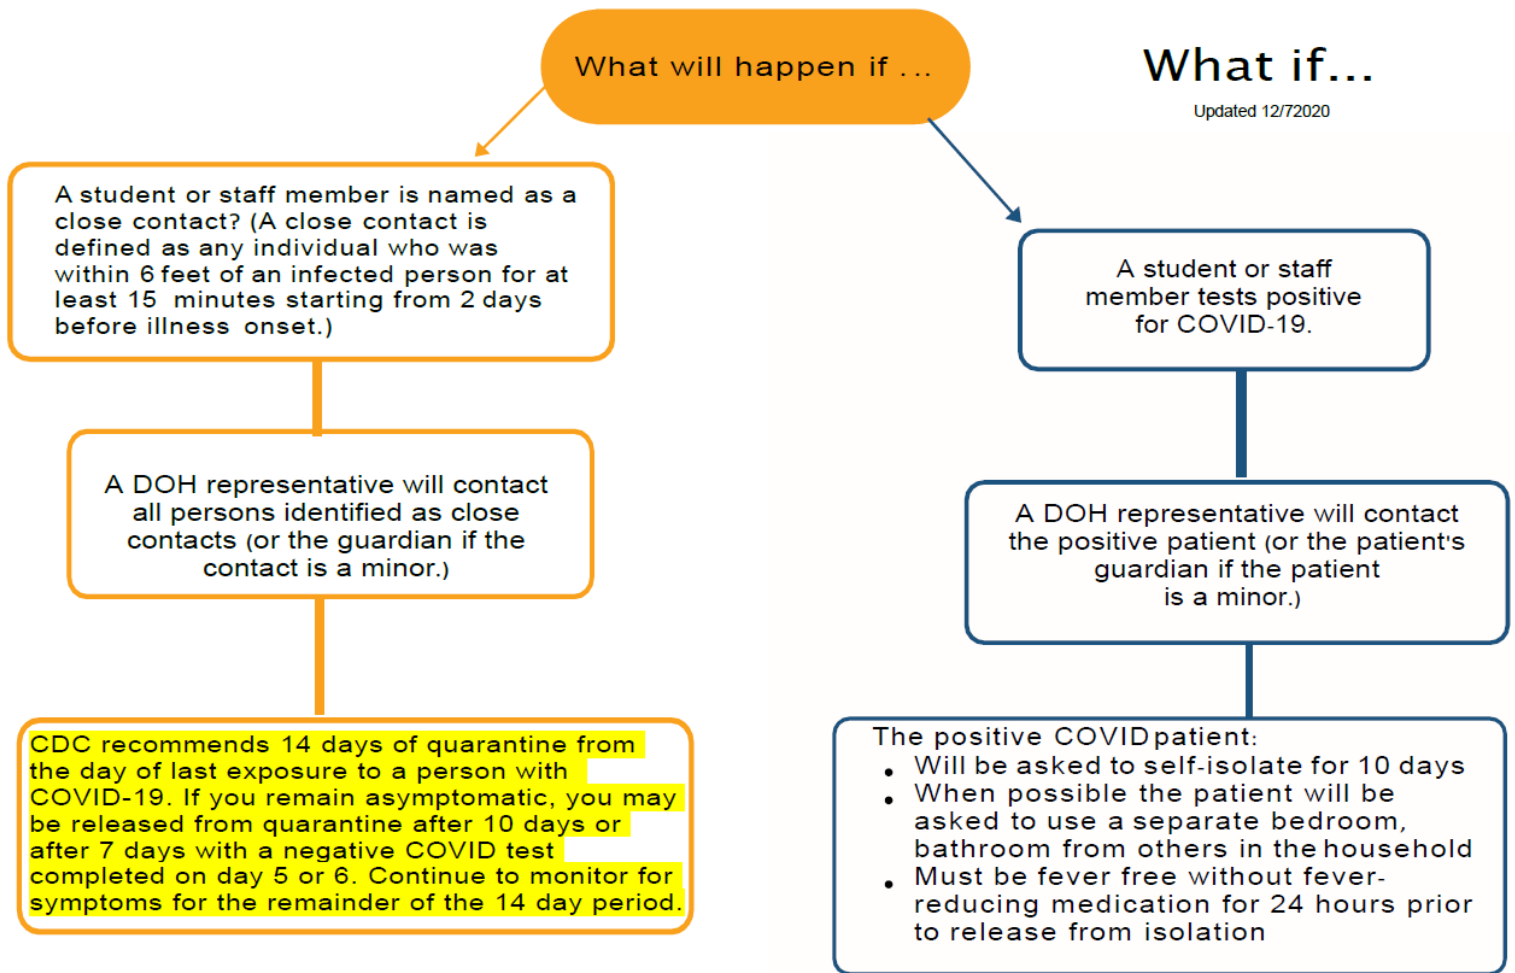 What will happen if ...
What if...
Updated 12/72020
A student or staff member is named as a
close contact? (A close contact is
defined as any individual who was
within 6 feet of an infected person for at
least 15 minutes starting from 2 days
before illness onset.)
A DOH representative will contact
all persons identified as close
contacts (or the guardian if the
contact is a minor.)
CDC recommends 14 days of quarantine from
the day of last exposure to a person with
COVID-19. If you remain asymptomatic, you may
be released from quarantine after 10 days or
after 7 days with a negative COVID test
completed on day 5 or 6. Continue to monitor for
symptoms for the remainder of the 14 day period.
A student or staff
member tests positive
for COVID-19.
A DOH representative will contact
the positive patient (or the patient's
guardian if the patient
is a minor.)
The positive COVID patient:
• Will be asked to self-isolate for 10 days
• When possible the patient will be
asked to use a separate bedroom,
bathroom from others in the household
• Must be fever free without fever-
reducing medication for 24 hours prior
to release from isolation